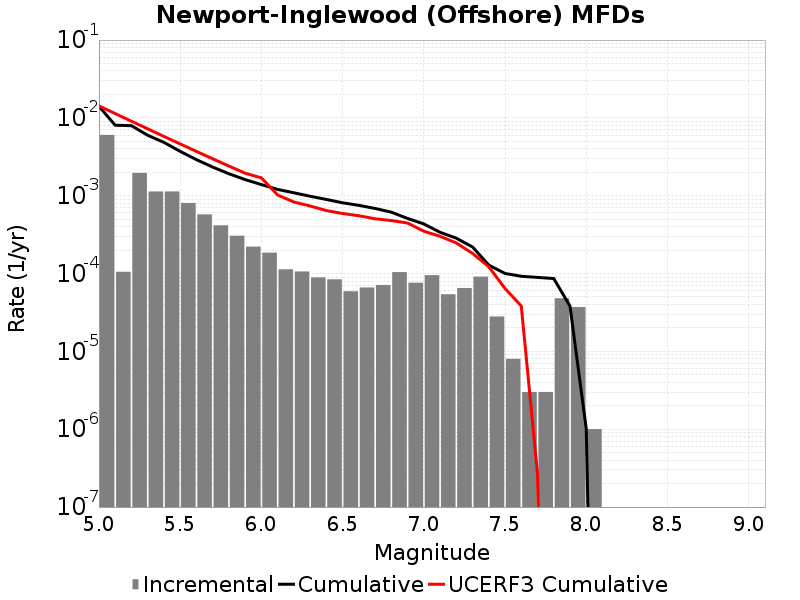 Newport-Inglewood (Offshore) MFDs
10-1
10-2
10-3
10-4
10-5
10-6
10-7
Rate (1/yr)
5.0 5.5 6.0 6.5 7.0 7.5 8.0 8.5 9.0
Magnitude
Incremental Cumulative UCERF3 Cumulative